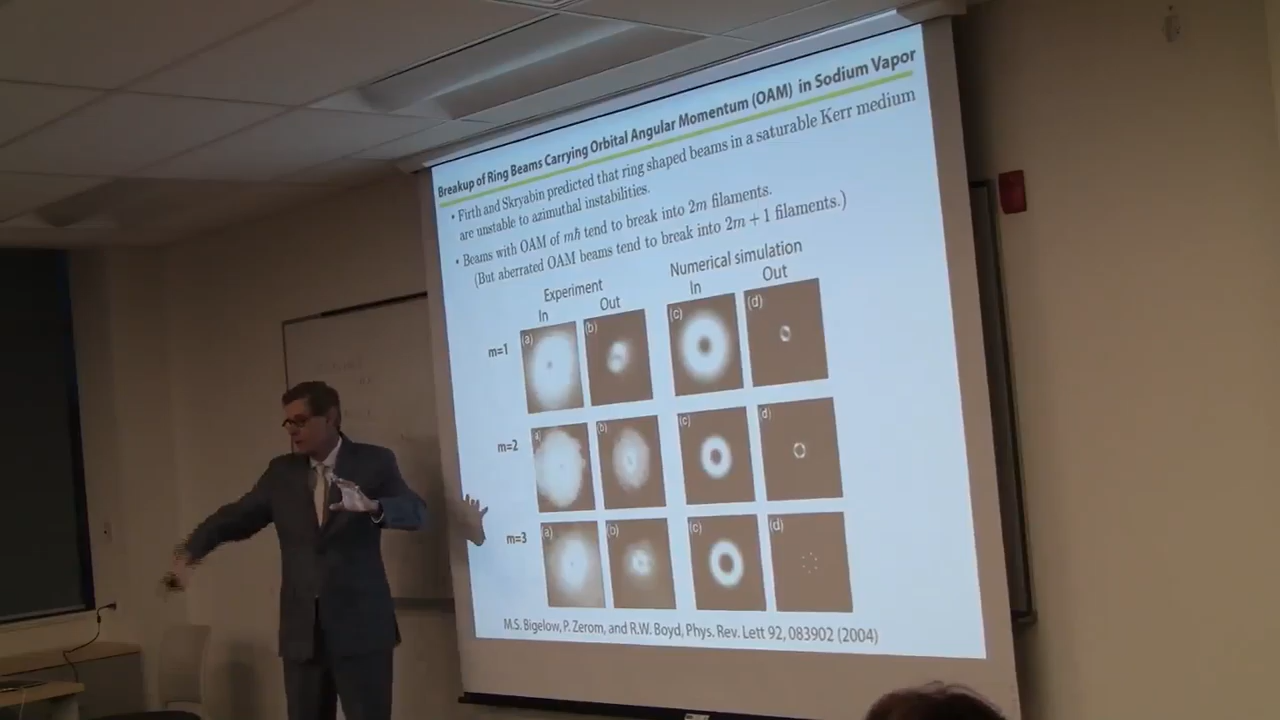 Breakup of Ring Beams Carrying Orbital Angular Momentum (OAM) in Sodium Vapor
• Firth and Skryabin predicted that ring shaped beams in a saturable Kerr medium
are unstable to azimuthal instabilities.
• Beams with OAM of mħ tend to break into 2m filaments.
(But aberrated OAM beams tend to break into 2m + 1 filaments.)
Experiment Numerical simulation
In Out In Out
m=1 (a) (b) (c) (d)
m=2 a) (b) (c) d)
m=3 (a) (b) (c) (d)
M.S. Bigelow, P. Zerom, and R.W. Boyd, Phys. Rev. Lett 92, 083902 (2004)